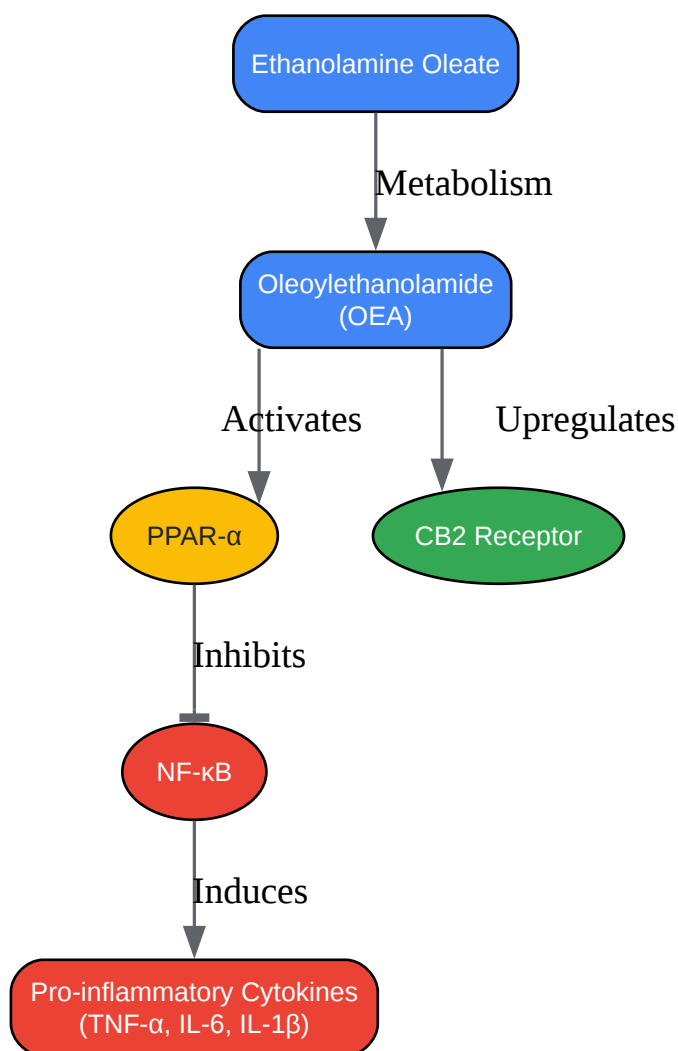 Ethanolamine Oleate
Metabolism
Oleoylethanolamide
(OEA)
Activates
Upregulates
PPAR-α
CB2 Receptor
Inhibits
NF-κB
Induces
Pro-inflammatory Cytokines
(TNF-α, IL-6, IL-1β)